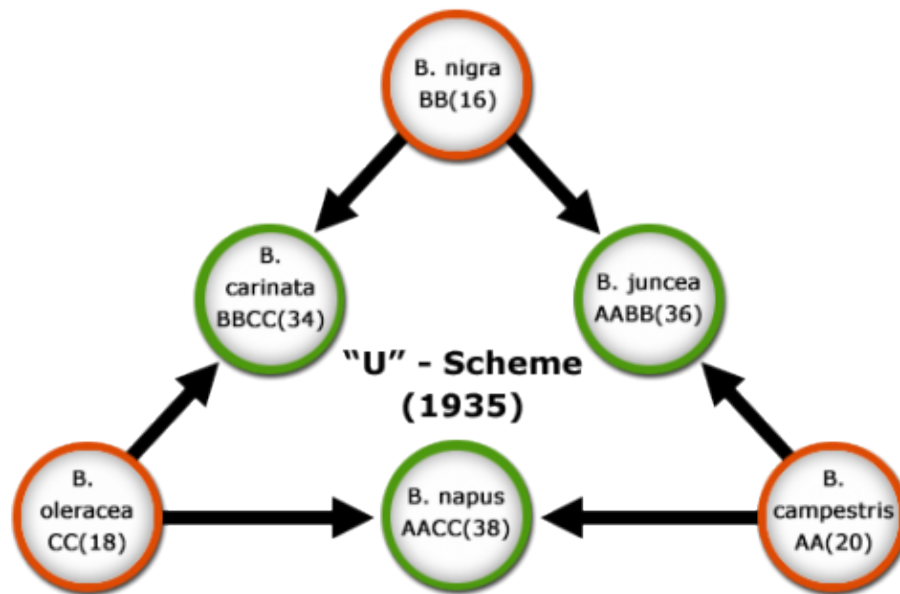 B. nigra
BB(16)
B.
carinata
BBCC(34)
B. juncea
AABB(36)
“U” - Scheme
(1935)
B.
oleracea
CC(18)
B. napus
AACC(38)
B.
campestris
AA(20)